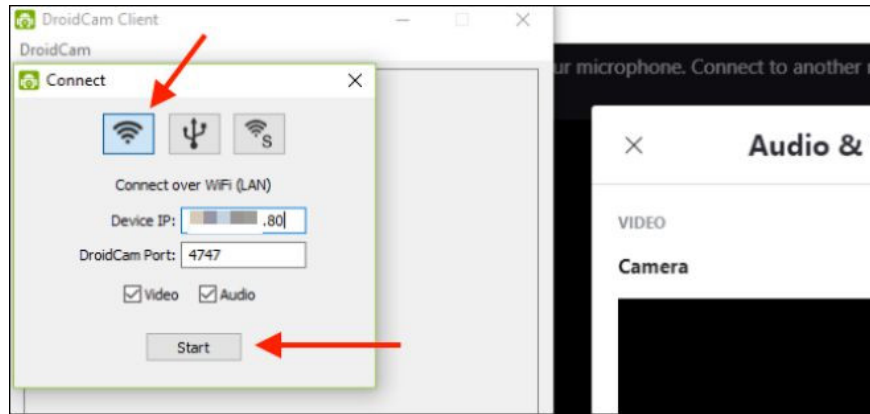 DroidCam Client
DroidCam
Connect
S
Connect over WiFi (LAN)
Device IP: .80
DroidCam Port: 4747
Video Audio
Start
ur microphone. Connect to another
Audio &
VIDEO
Camera